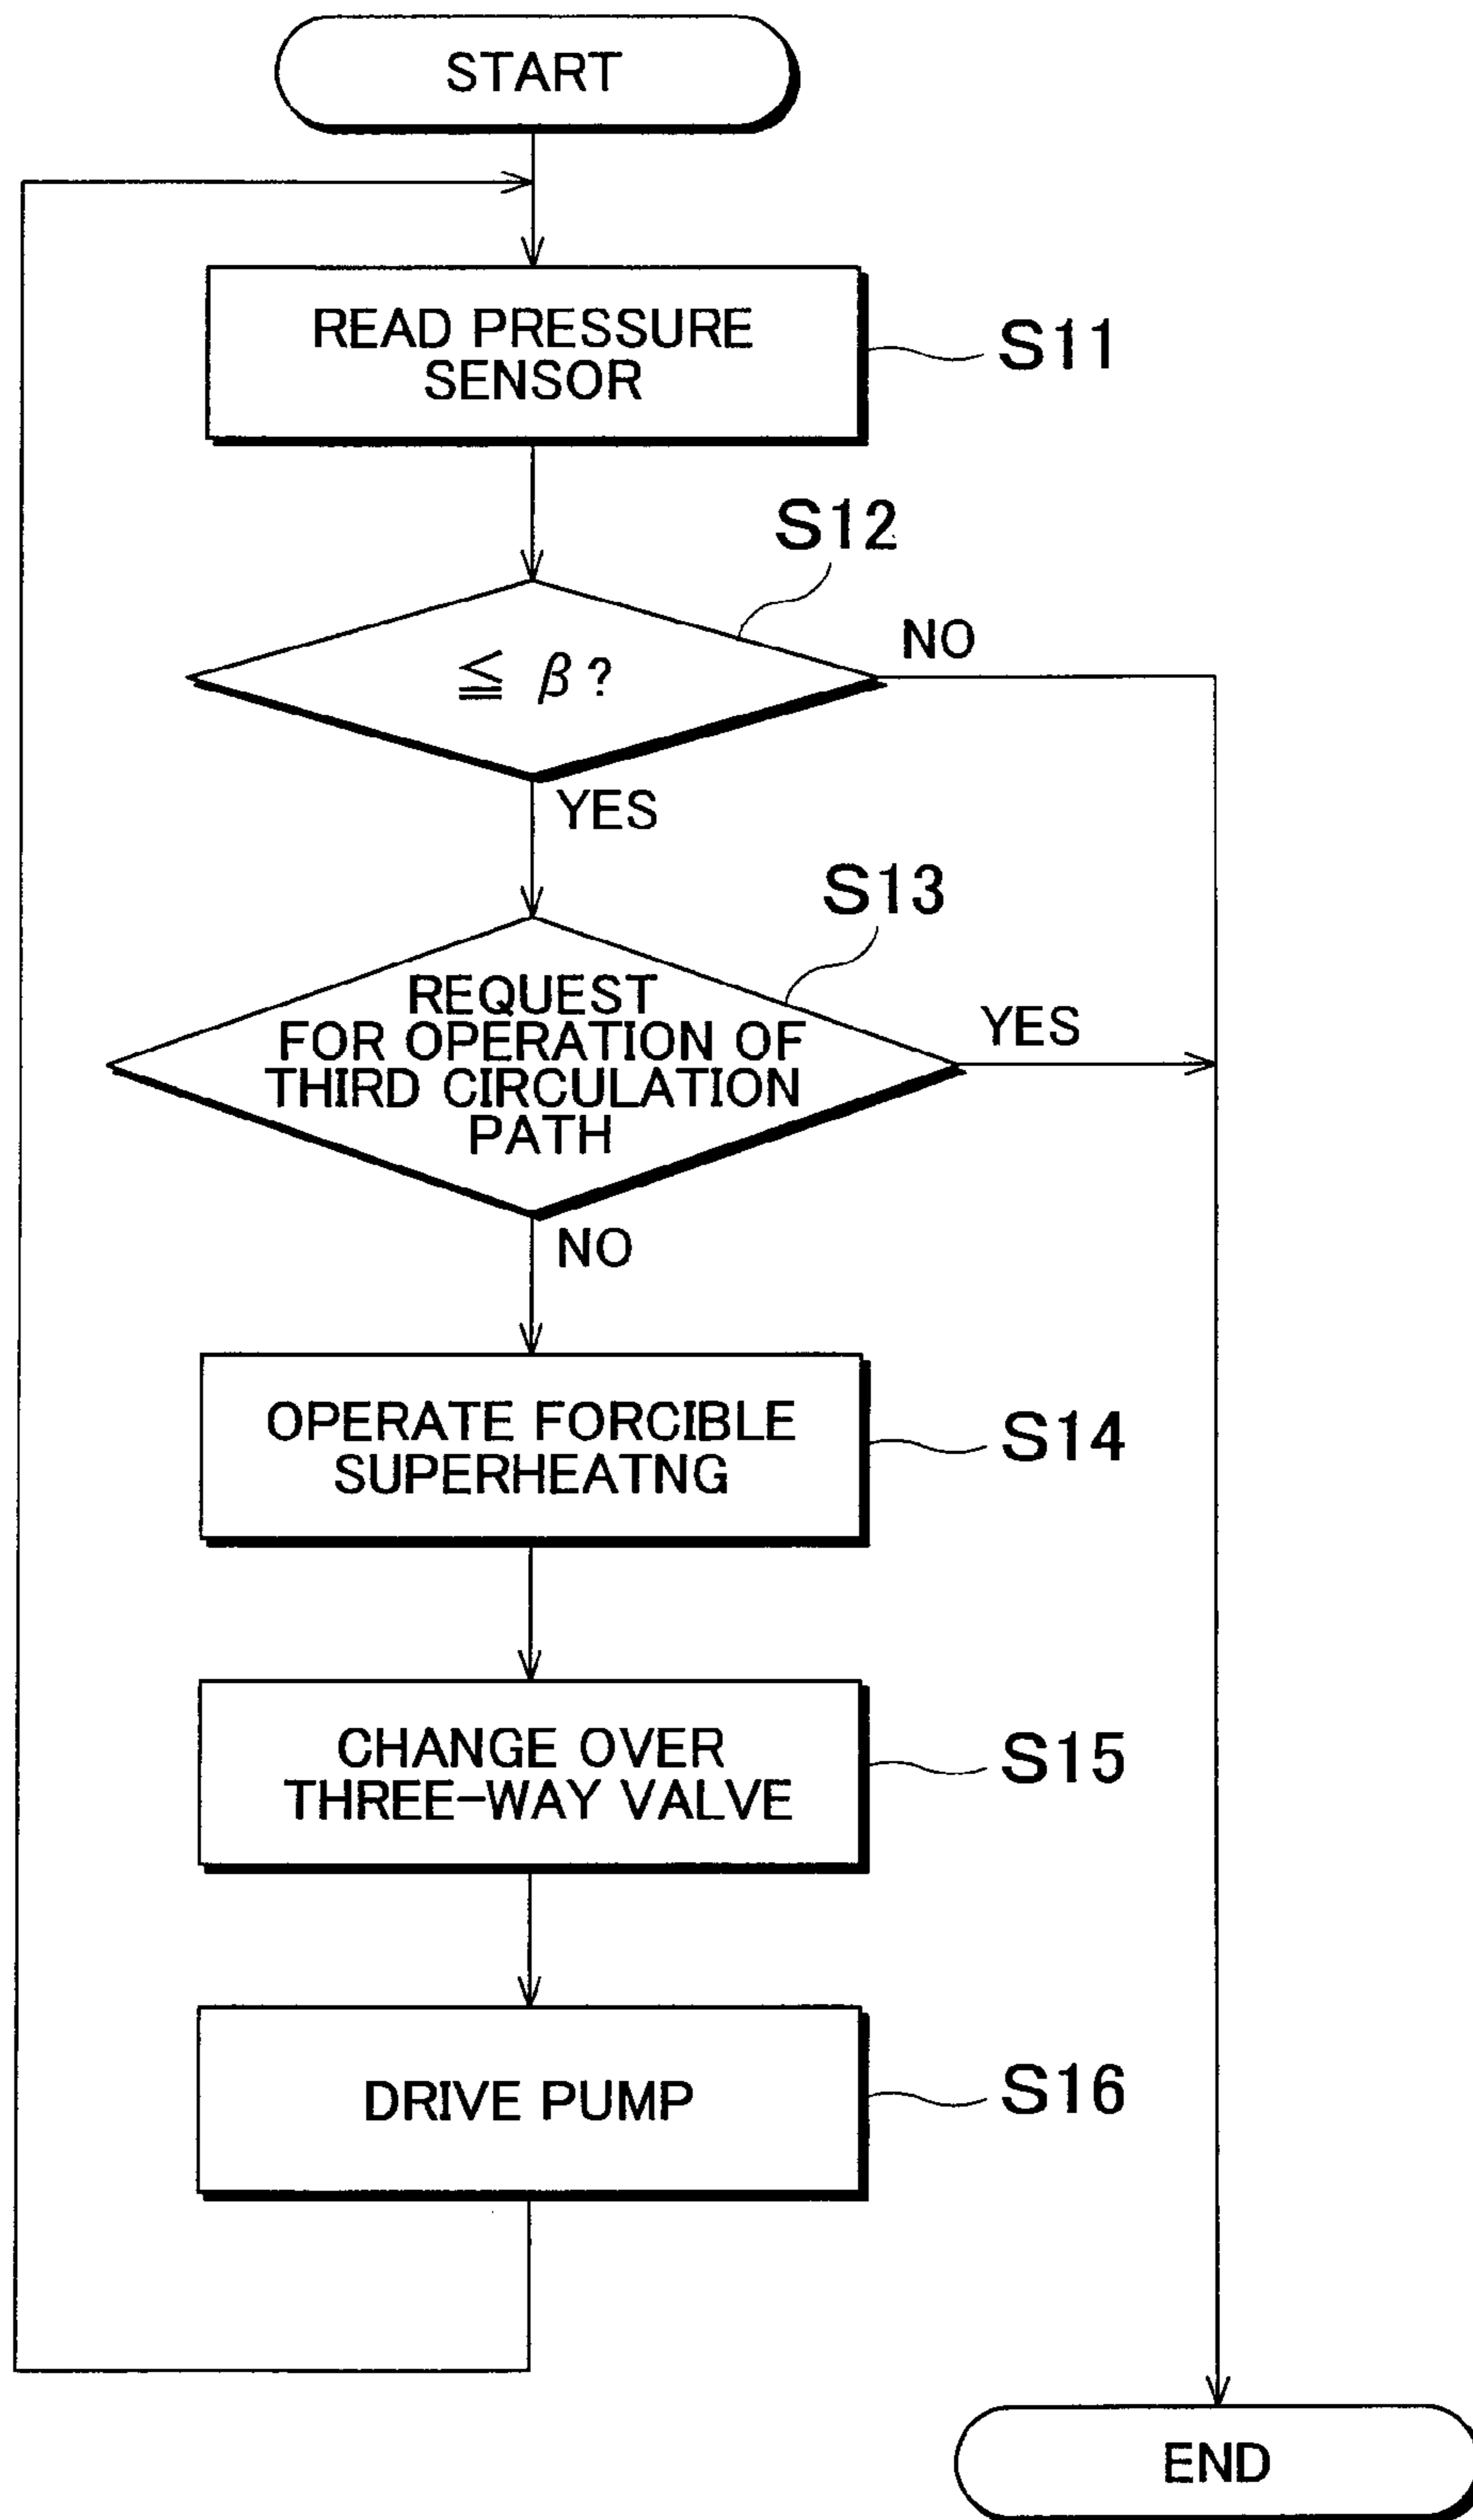 START
READ PRESSURE
SENSOR
S11
S12
≦ β?
NO
YES
S13
REQUEST
FOR OPERATION OF
THIRD CIRCULATION
PATH
YES
NO
OPERATE FORCIBLE
SUPERHEATNG
S14
CHANGE OVER
THREE-WAY VALVE
S15
DRIVE PUMP
S16
END